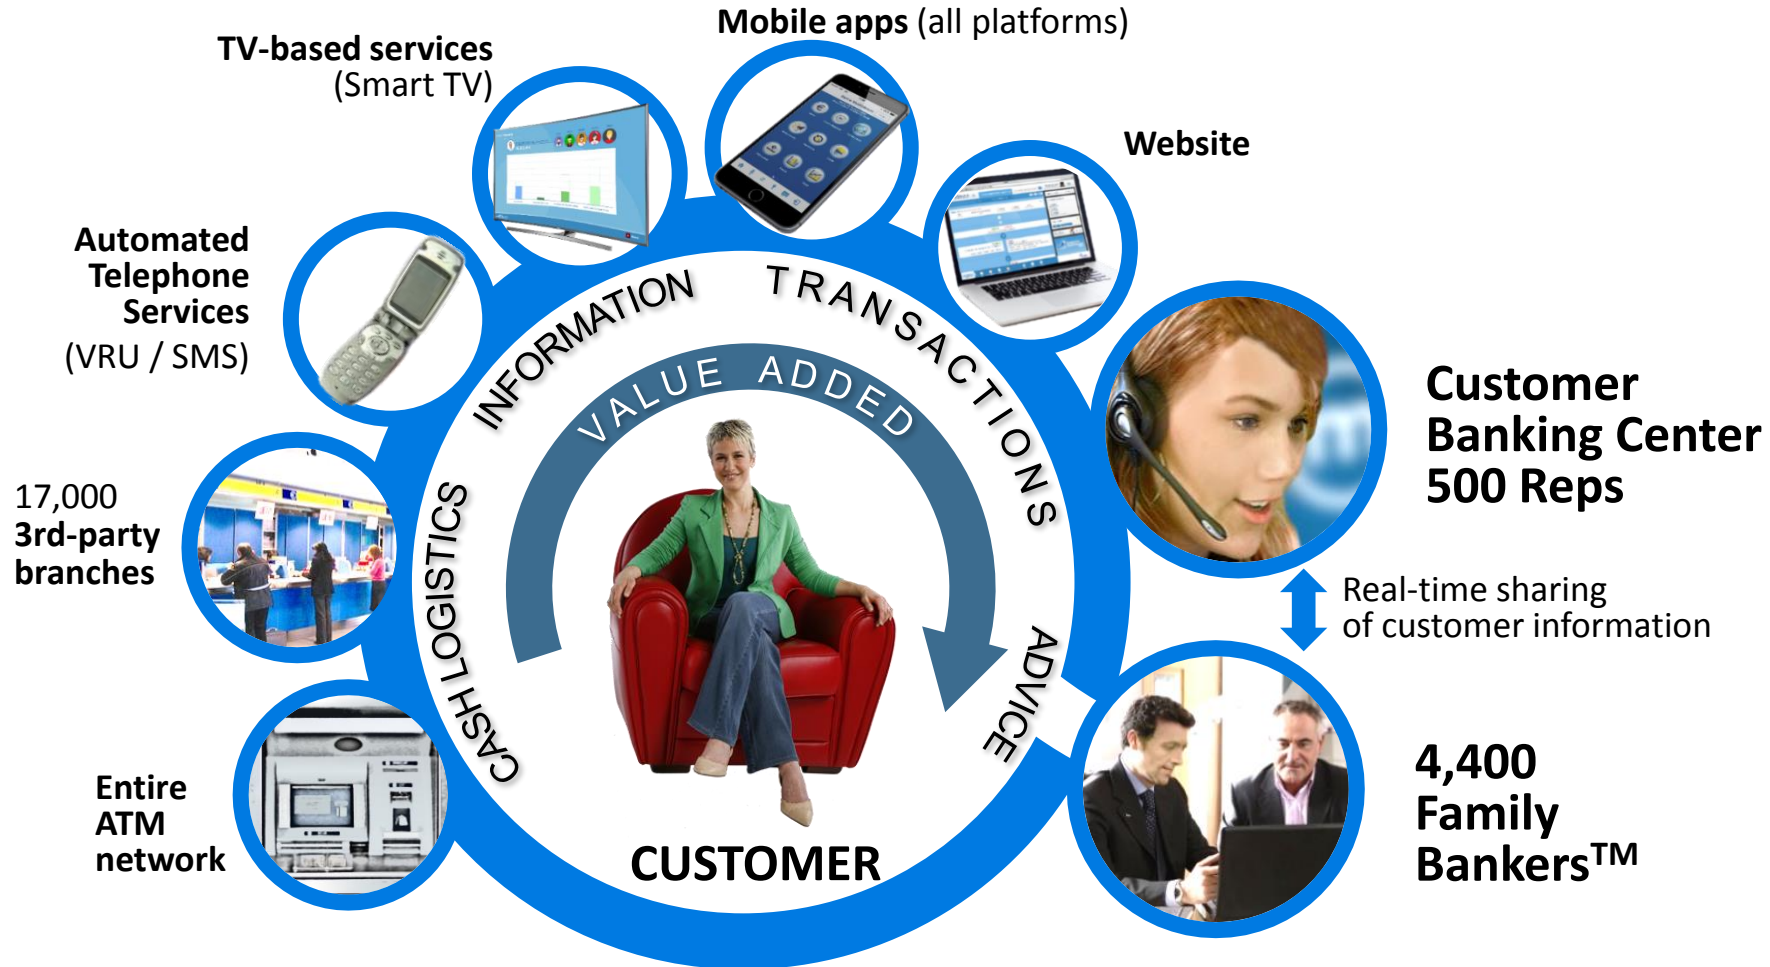 Mobile apps (all platforms)
TV-based services
(Smart TV)
Website
Automated
Telephone
Services
(VRU / SMS)
INFORMATION
TRANSACTIONS
VALUE ADDED
Customer
Banking Center
500 Reps
17,000
3rd-party
branches
CASH LOGISTICS
Real-time sharing
of customer information
ADVICE
Entire
ATM
network
4,400
Family
Bankers™
CUSTOMER